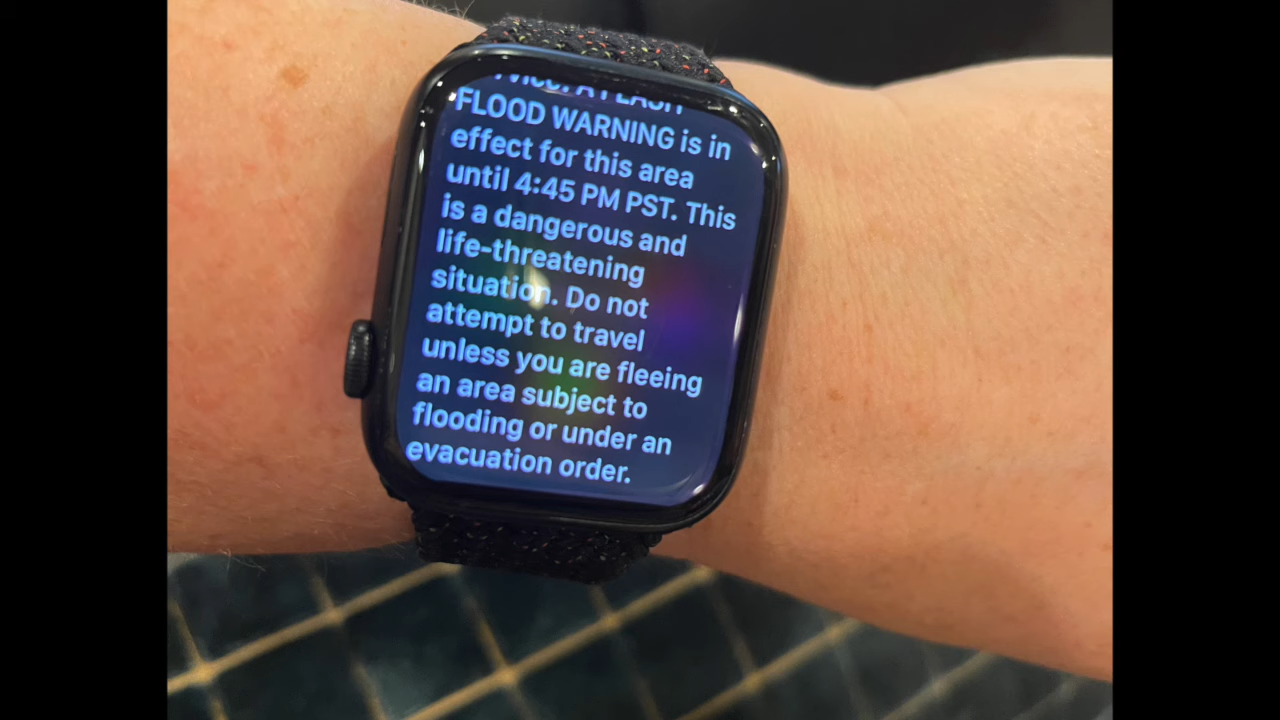 A FLASH
FLOOD WARNING is in
effect for this area
until 4:45 PM PST. This
is a dangerous and
life-threatening
situation. Do not
attempt to travel
unless you are fleeing
an area subject to
flooding or under an
evacuation order.